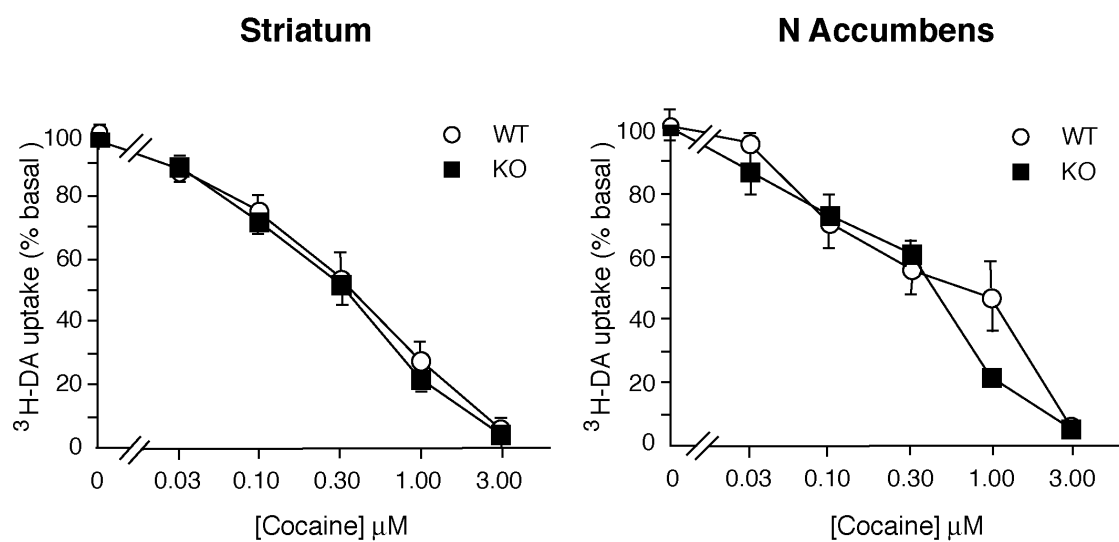 Striatum
WT
KO
³H-DA uptake (% basal )
100
80
60
40
20
0
0 0.03 0.10 0.30 1.00 3.00
[Cocaine] µM
N Accumbens
WT
KO
³H-DA uptake (% basal )
100
80
60
40
20
0
0 0.03 0.10 0.30 1.00 3.00
[Cocaine] µM